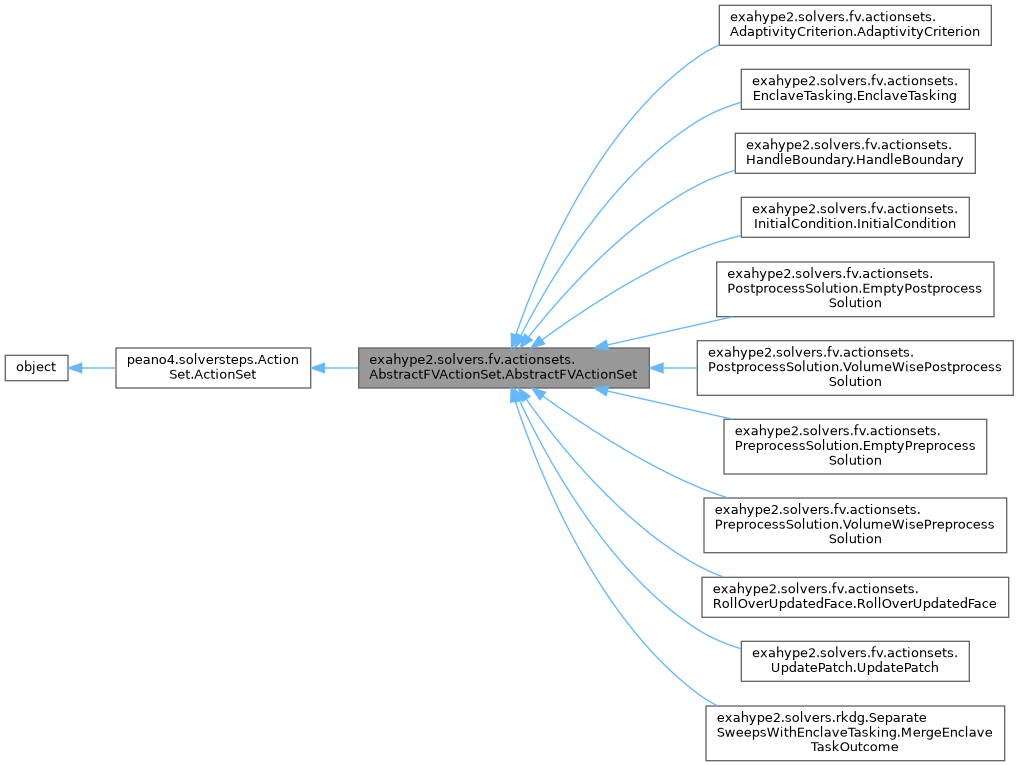 object
peano4.solversteps.Action
Set.ActionSet
exahype2.solvers.fv.actionsets.
AbstractFVActionSet.AbstractFVActionSet
exahype2.solvers.fv.actionsets.
AdaptivityCriterion.AdaptivityCriterion
exahype2.solvers.fv.actionsets.
EnclaveTasking.EnclaveTasking
exahype2.solvers.fv.actionsets.
HandleBoundary.HandleBoundary
exahype2.solvers.fv.actionsets.
InitialCondition.InitialCondition
exahype2.solvers.fv.actionsets.
PostprocessSolution.EmptyPostprocess
Solution
exahype2.solvers.fv.actionsets.
PostprocessSolution.VolumeWisePostprocess
Solution
exahype2.solvers.fv.actionsets.
PreprocessSolution.EmptyPreprocess
Solution
exahype2.solvers.fv.actionsets.
PreprocessSolution.VolumeWisePreprocess
Solution
exahype2.solvers.fv.actionsets.
RollOverUpdatedFace.RollOverUpdatedFace
exahype2.solvers.fv.actionsets.
UpdatePatch.UpdatePatch
exahype2.solvers.rkdg.Separate
SweepsWithEnclaveTasking.MergeEnclave
TaskOutcome